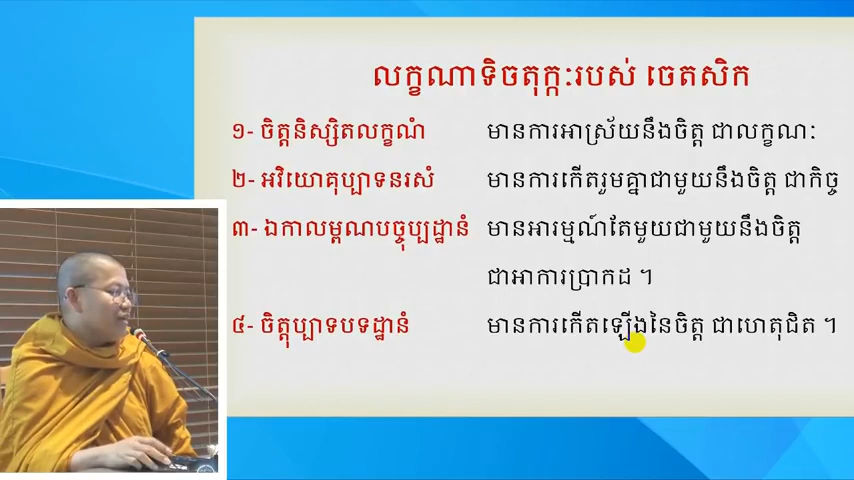 លក្ខណាទិចតុក្កៈរបស់ ចេតសិក
១- ចិត្តនិស្សិតលក្ខណំ មានការអាស្រ័យនឹងចិត្ត ជាលក្ខណៈ
២- អវិយោគុប្បាទនរសំ មានការកើតរួមគ្នាជាមួយនឹងចិត្ត ជាកិច្ច
៣- ឯកាលម្ពណបច្ចុប្បដ្ឋានំ មានអារម្មណ៍តែមួយជាមួយនឹងចិត្ត
ជាអាការប្រាកដ ។
៤- ចិត្តុប្បាទបទដ្ឋានំ មានការកើតឡើងនៃចិត្ត ជាហេតុជិត ។